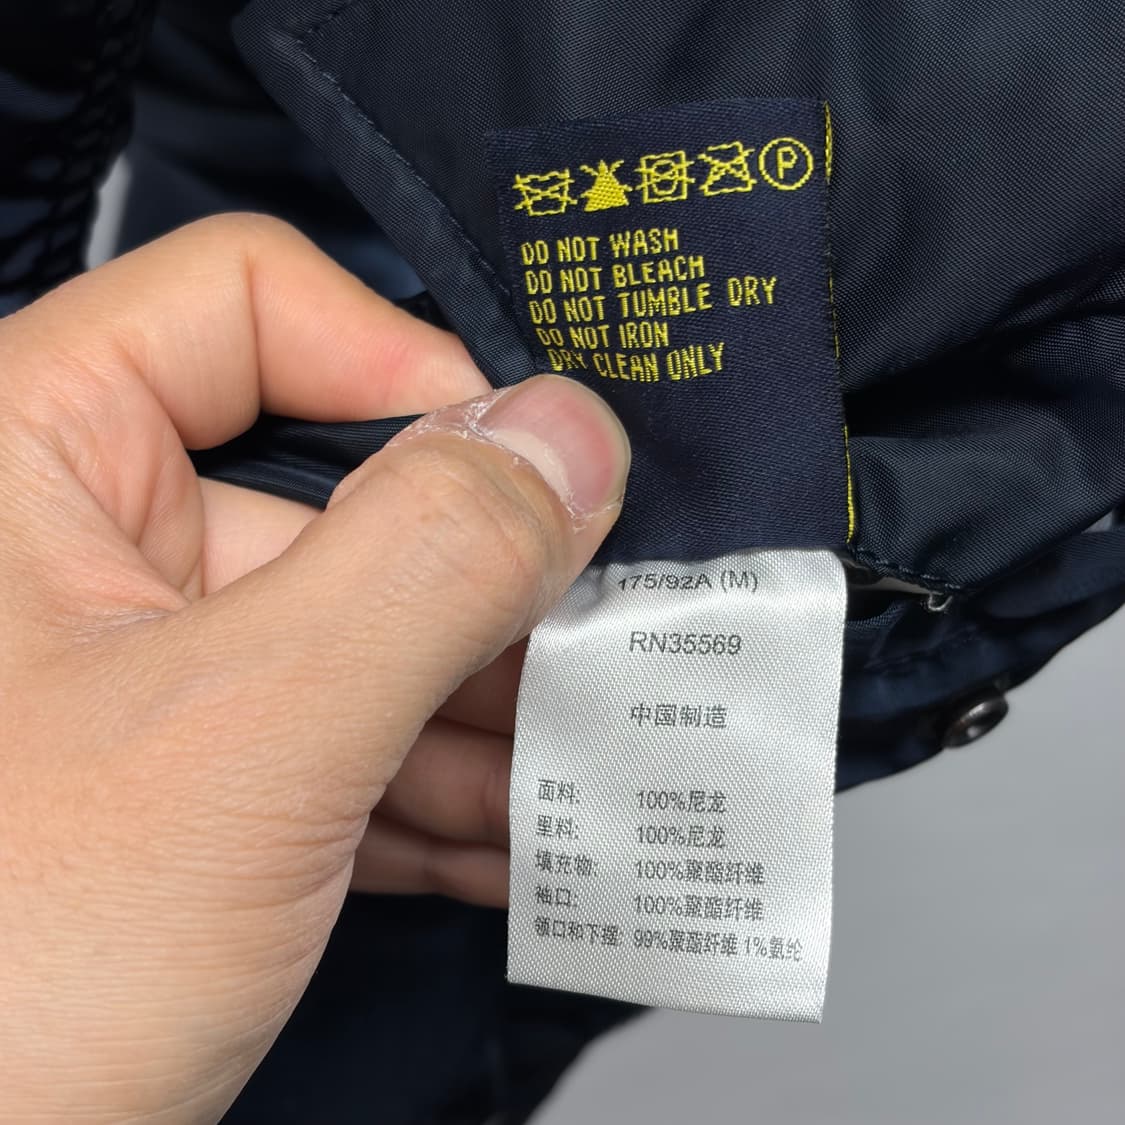 P
DO NOT WASH
DO NOT BLEACH
DO NOT TUMBLE DRY
DO NOT IRON
DRY CLEAN ONLY
175/92A (M)
RN35569
中国制造
面料: 100%尼龙
里料: 100%尼龙
填充物: 100%聚酯纤维
袖口: 100%聚酯纤维
领口和下摆: 99%聚酯纤维 1%氨纶